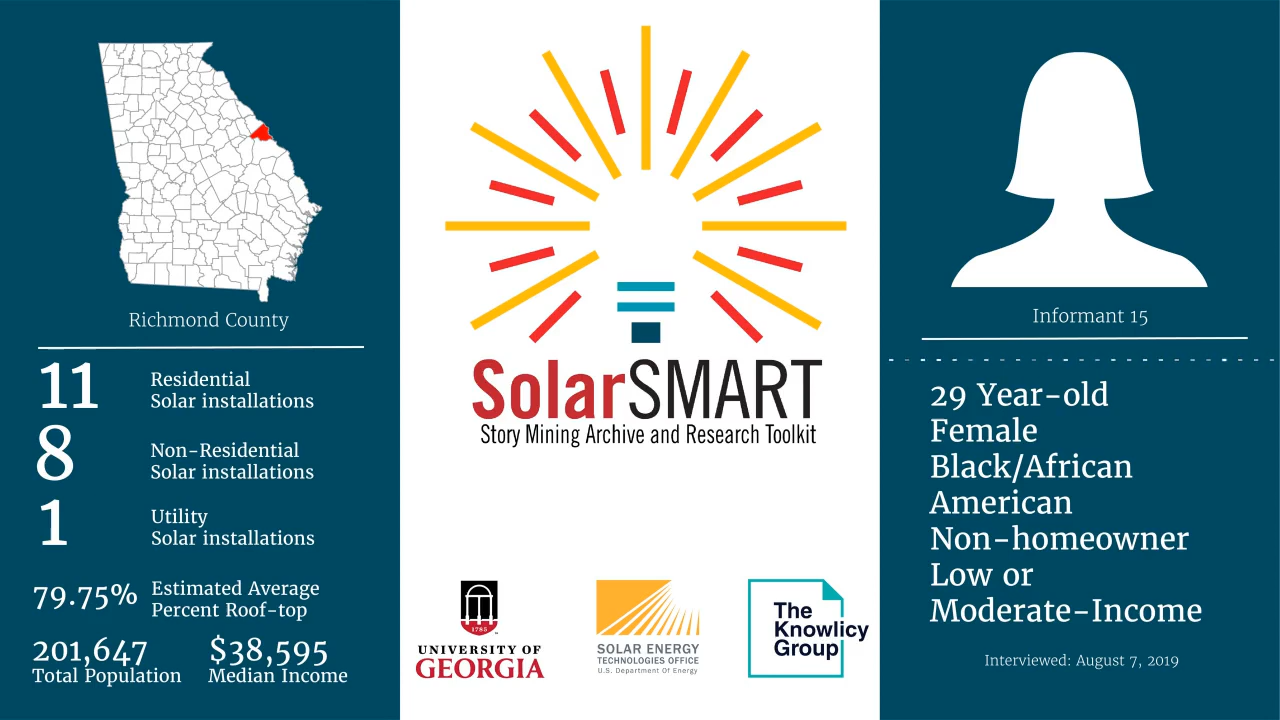 Richmond County
11
Residential
Solar installations
8
Non-Residential
Solar installations
1
Utility
Solar installations
79.75%
Estimated Average
Percent Roof-top
201,647
Total Population
$38,595
Median Income
SolarSMART
Story Mining Archive and Research Toolkit
1785
UNIVERSITY OF
GEORGIA
SOLAR ENERGY
TECHNOLOGIES OFFICE
U.S. Department Of Energy
The
Knowlicy
Group
Informant 15
29 Year-old
Female
Black/African
American
Non-homeowner
Low or
Moderate-Income
Interviewed: August 7, 2019